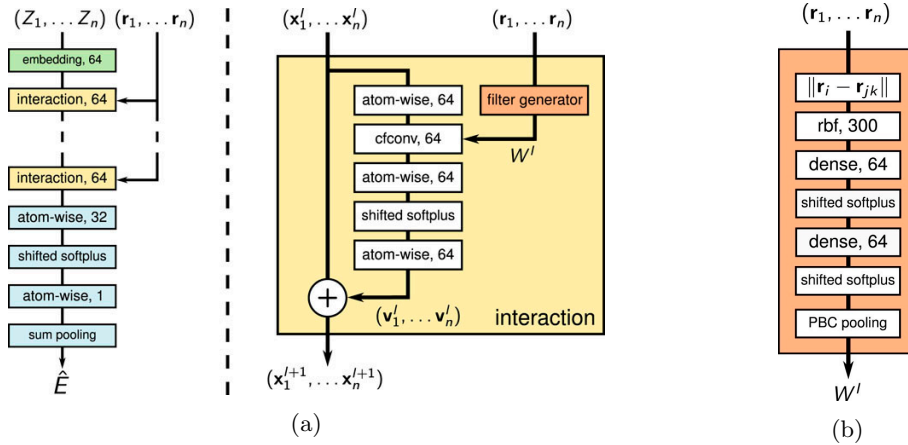 (Z₁, ... Zₙ) (r₁, ... rₙ)
embedding, 64
interaction, 64
interaction, 64
atom-wise, 32
shifted softplus
atom-wise, 1
sum pooling
Ê
(x₁ˡ, ... xₙˡ)
(r₁, ... rₙ)
atom-wise, 64
filter generator
cfconv, 64
Wˡ
atom-wise, 64
shifted softplus
atom-wise, 64
+
(v₁ˡ, ... vₙˡ)
interaction
(x₁ˡ⁺¹, ... xₙˡ⁺¹)
(a)
(r₁, ... rₙ)
‖rᵢ − rⱼₖ‖
rbf, 300
dense, 64
shifted softplus
dense, 64
shifted softplus
PBC pooling
Wˡ
(b)